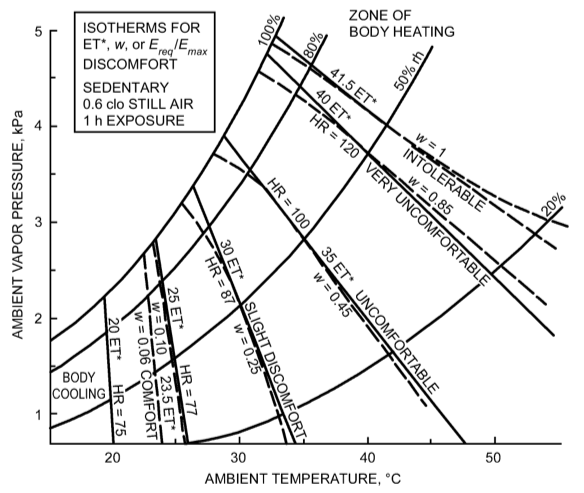 ZONE OF
BODY HEATING
ISOTHERMS FOR
ET*, w, or Ereq/Emax
DISCOMFORT
SEDENTARY
0.6 clo STILL AIR
1 h EXPOSURE
100%
80%
50% rh
20%
41.5 ET*
40 ET*
HR = 120
w = 1
INTOLERABLE
w = 0.85
VERY UNCOMFORTABLE
HR = 100
35 ET* UNCOMFORTABLE
w = 0.45
30 ET*
HR = 87
SLIGHT DISCOMFORT
w = 0.25
25 ET*
HR = 77
w = 0.10 23.5 ET*
w = 0.06 COMFORT
20 ET*
HR = 75
BODY
COOLING
5
4
3
2
1
AMBIENT VAPOR PRESSURE, kPa
20
30
40
50
AMBIENT TEMPERATURE, °C